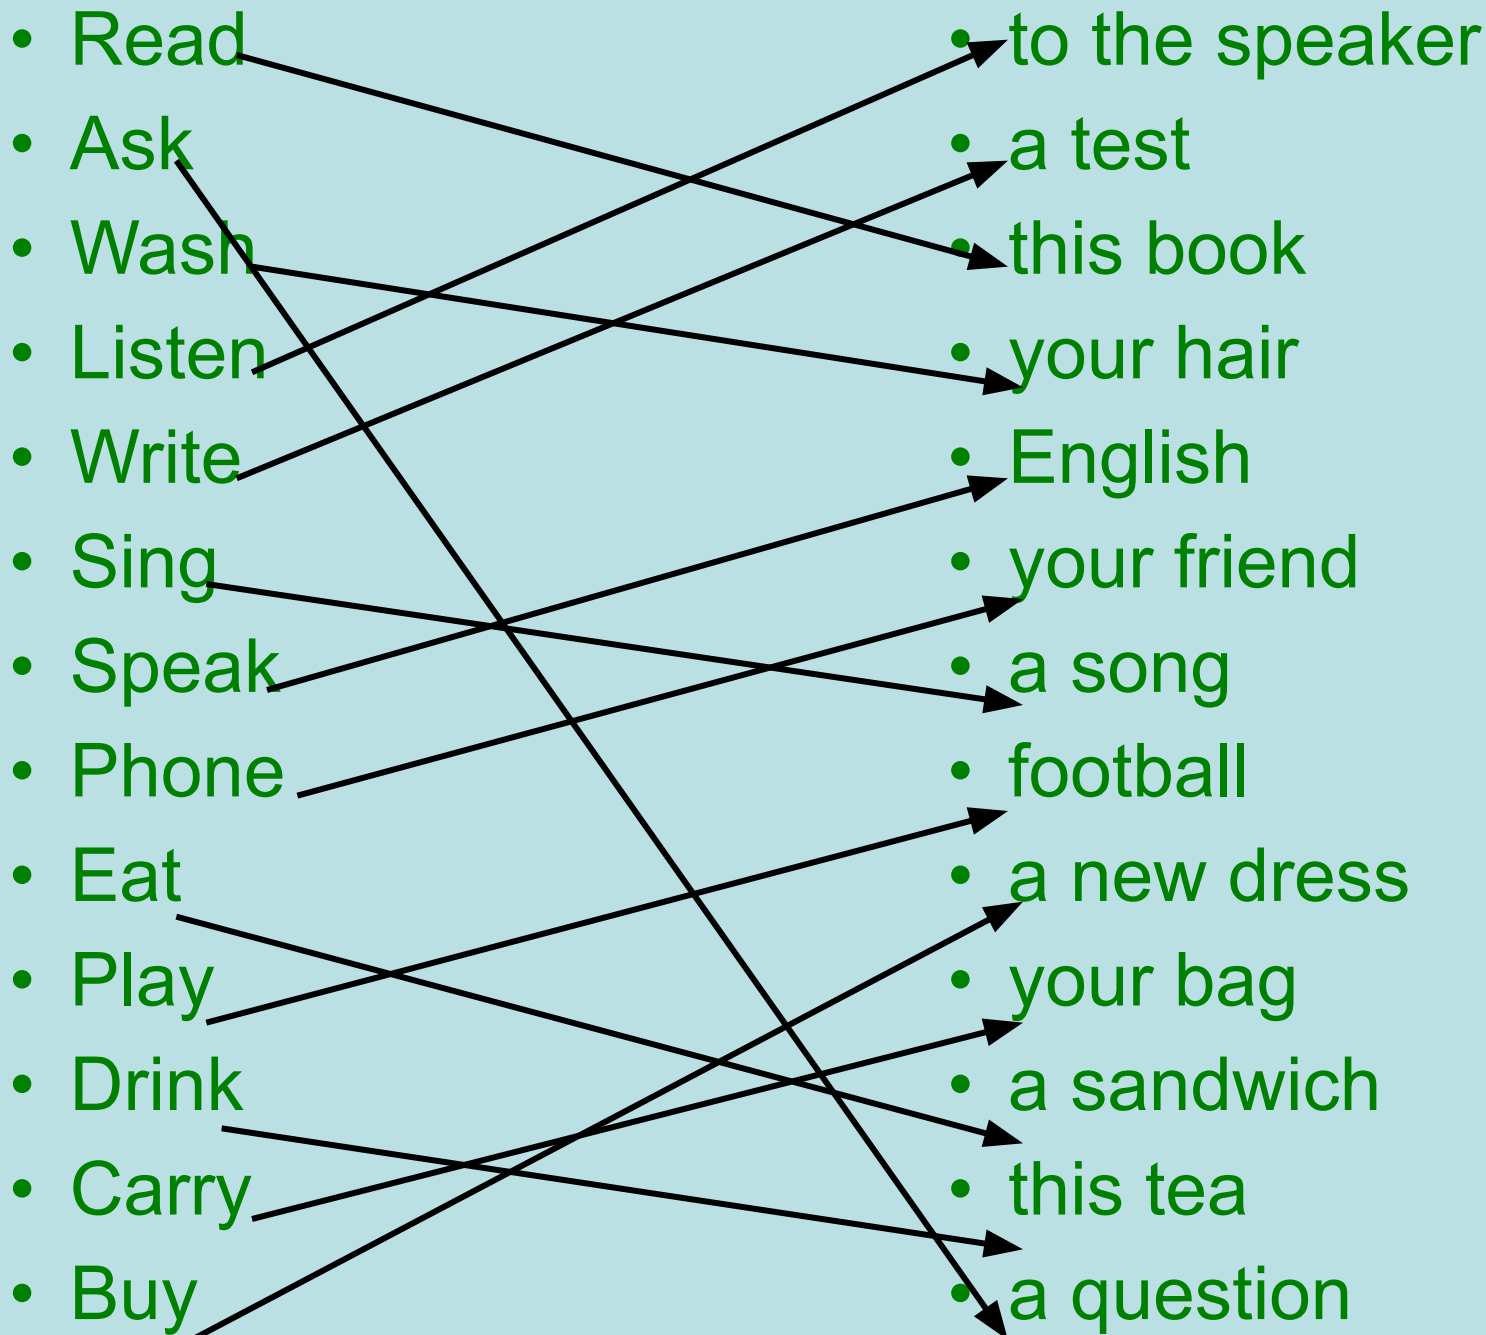 • Read
• Ask
• Wash
• Listen
• Write
• Sing
• Speak
• Phone
• Eat
• Play
• Drink
• Carry
• Buy
• to the speaker
• a test
• this book
• your hair
• English
• your friend
• a song
• football
• a new dress
• your bag
• a sandwich
• this tea
• a question